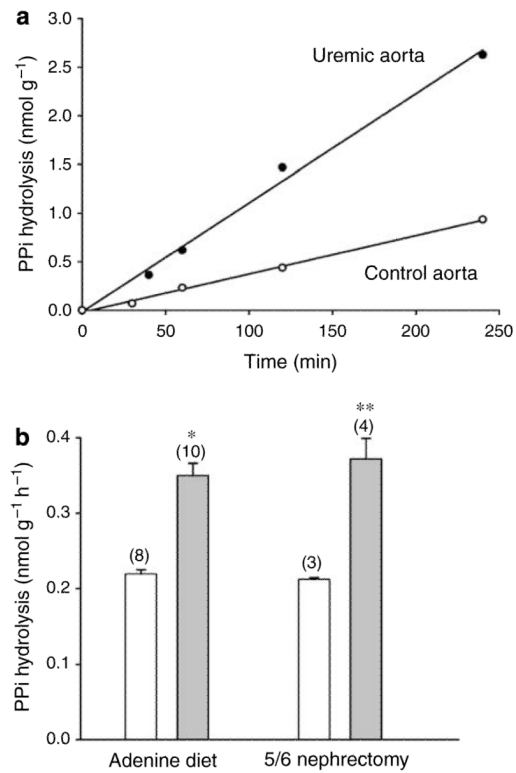 a
PPi hydrolysis (nmol g⁻¹)
3.0
2.5
2.0
1.5
1.0
0.5
0.0
Uremic aorta
Control aorta
0 50 100 150 200 250
Time (min)
b
PPi hydrolysis (nmol g⁻¹ h⁻¹)
0.4
0.3
0.2
0.1
0.0
(8)
*
(10)
(3)
**
(4)
Adenine diet 5/6 nephrectomy